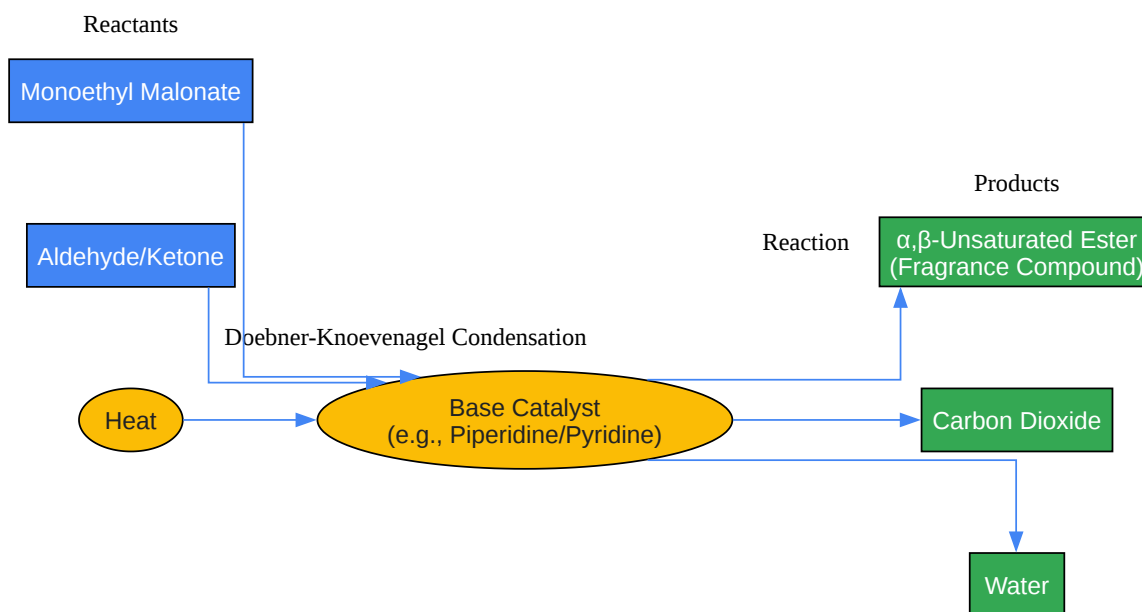 Reactants
Monoethyl Malonate
Products
α,β-Unsaturated Ester
(Fragrance Compound)
Reaction
Aldehyde/Ketone
Doebner-Knoevenagel Condensation
Heat
Base Catalyst
(e.g., Piperidine/Pyridine)
Carbon Dioxide
Water